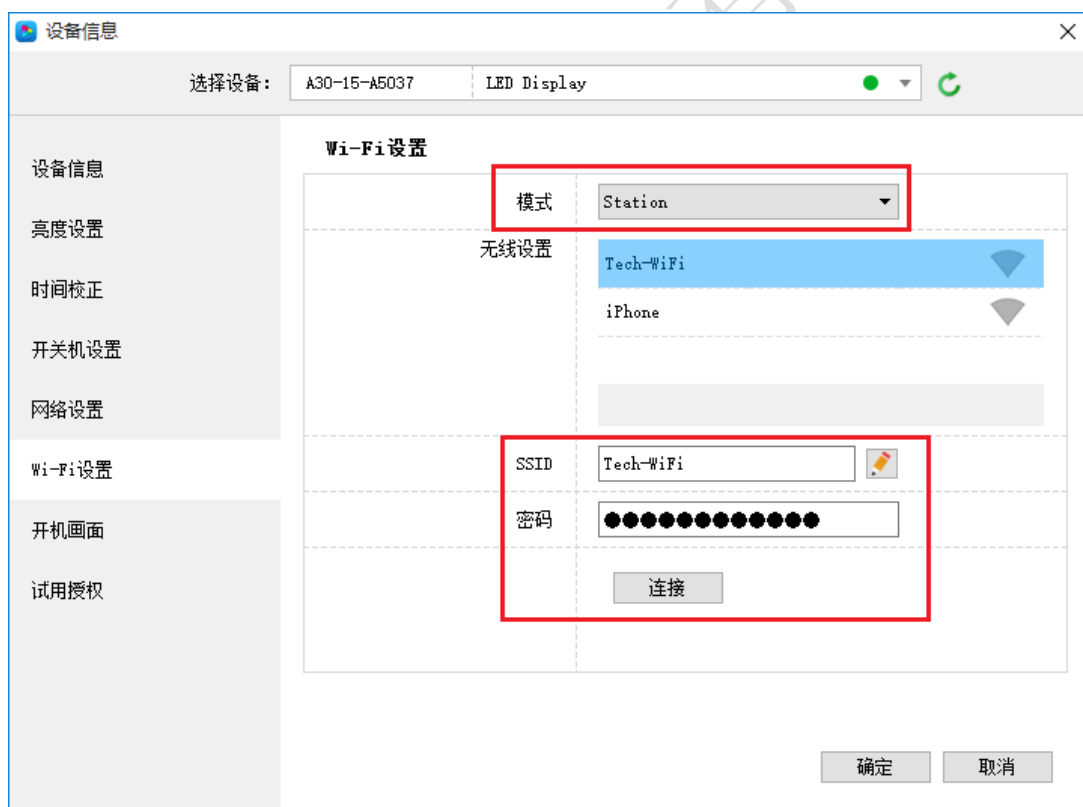 设备信息
选择设备: A30-15-A5037 LED Display
设备信息
亮度设置
时间校正
开关机设置
网络设置
Wi-Fi设置
开机画面
试用授权
Wi-Fi设置
模式 Station
无线设置
Tech-WiFi
iPhone
SSID Tech-WiFi
密码 ●●●●●●●●●●●●
连接
确定 取消